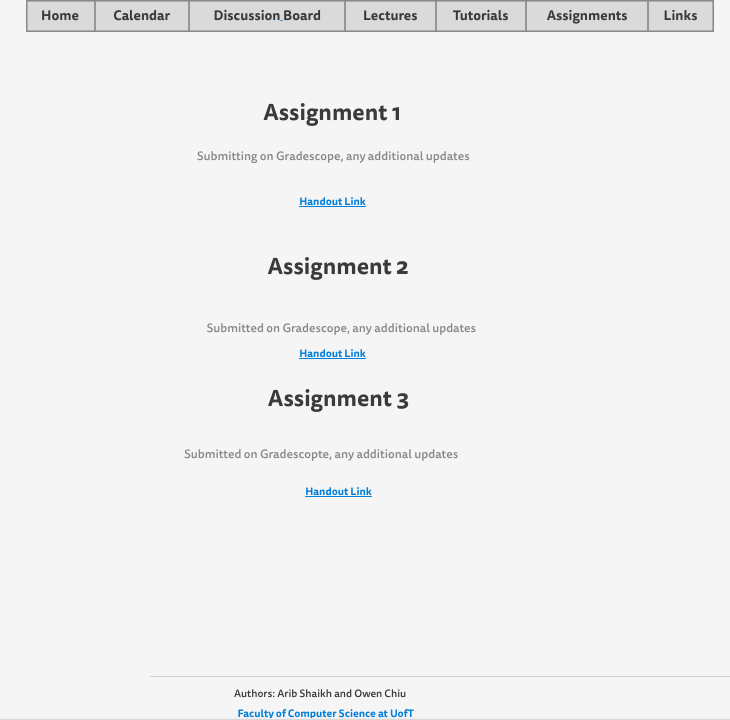 Home Calendar Discussion Board Lectures Tutorials Assignments Links
Assignment 1
Submitting on Gradescope, any additional updates
Handout Link
Assignment 2
Submitted on Gradescope, any additional updates
Handout Link
Assignment 3
Submitted on Gradescopte, any additional updates
Handout Link
Authors: Arib Shaikh and Owen Chiu
Faculty of Computer Science at UofT